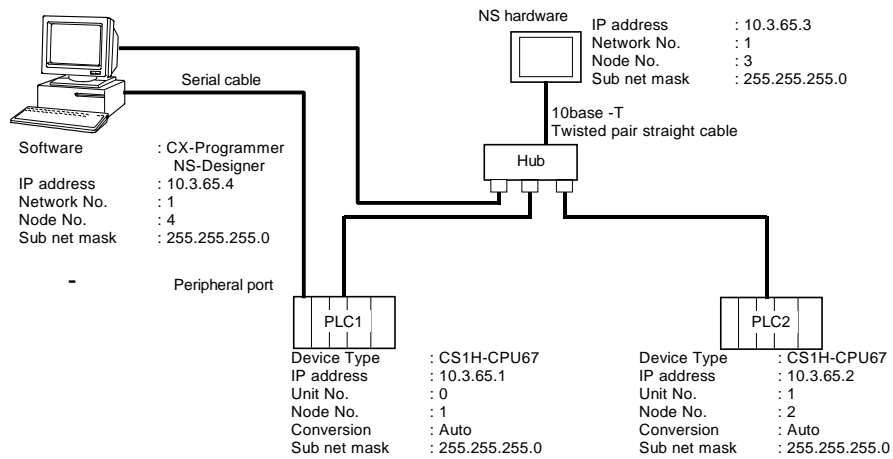 NS hardware
IP address : 10.3.65.3
Network No. : 1
Node No. : 3
Sub net mask : 255.255.255.0
Serial cable
10base -T
Twisted pair straight cable
Hub
Software : CX-Programmer
NS-Designer
IP address : 10.3.65.4
Network No. : 1
Node No. : 4
Sub net mask : 255.255.255.0
-
Peripheral port
PLC1
Device Type : CS1H-CPU67
IP address : 10.3.65.1
Unit No. : 0
Node No. : 1
Conversion : Auto
Sub net mask : 255.255.255.0
PLC2
Device Type : CS1H-CPU67
IP address : 10.3.65.2
Unit No. : 1
Node No. : 2
Conversion : Auto
Sub net mask : 255.255.255.0